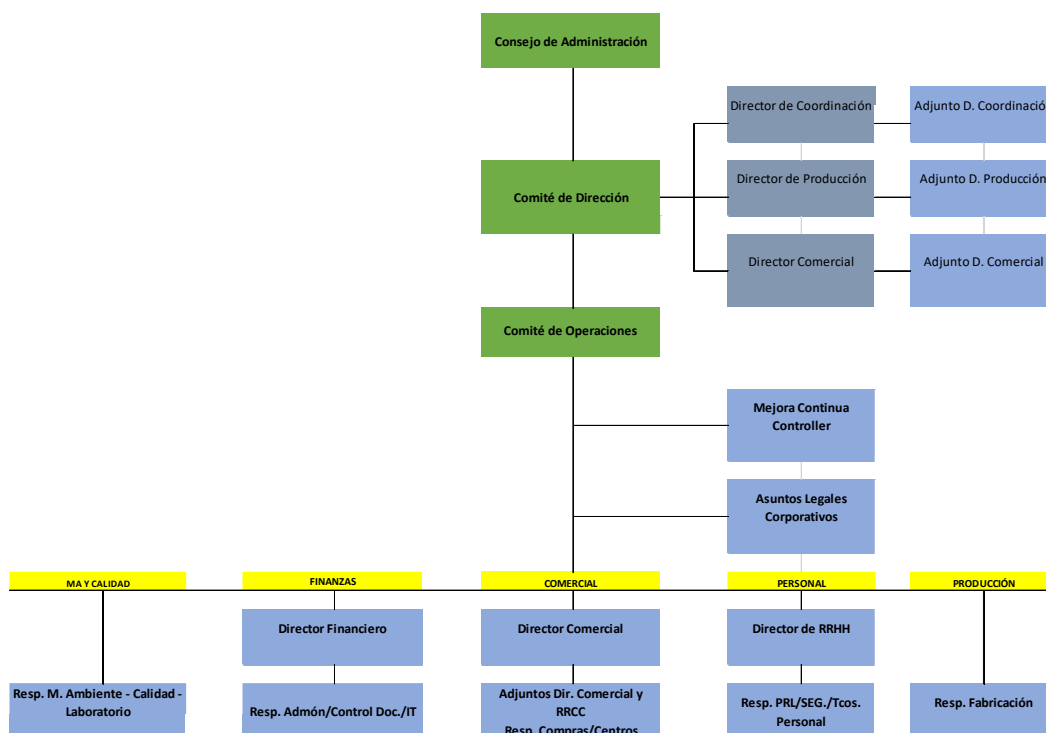 Consejo de Administración
Director de Coordinación
Adjunto D. Coordinació
Comité de Dirección
Director de Producción
Adjunto D. Producción
Director Comercial
Adjunto D. Comercial
Comité de Operaciones
Mejora Continua
Controller
Asuntos Legales
Corporativos
MA Y CALIDAD
FINANZAS
COMERCIAL
PERSONAL
PRODUCCIÓN
Director Financiero
Director Comercial
Director de RRHH
Resp. M. Ambiente - Calidad -
Laboratorio
Resp. Admón/Control Doc./IT
Adjuntos Dir. Comercial y
RRCC
Resp. Compras/Centros
Resp. PRL/SEG./Tcos.
Personal
Resp. Fabricación